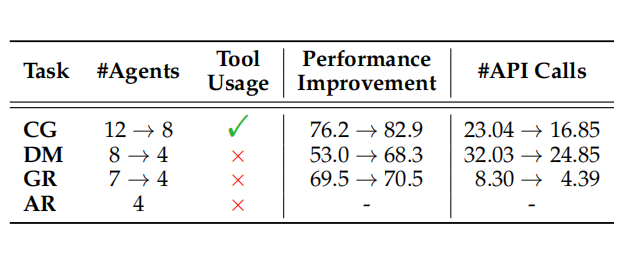 Task #Agents Tool Usage Performance Improvement #API Calls
CG 12 → 8 ✓ 76.2 → 82.9 23.04 → 16.85
DM 8 → 4 × 53.0 → 68.3 32.03 → 24.85
GR 7 → 4 × 69.5 → 70.5 8.30 → 4.39
AR 4 × - -